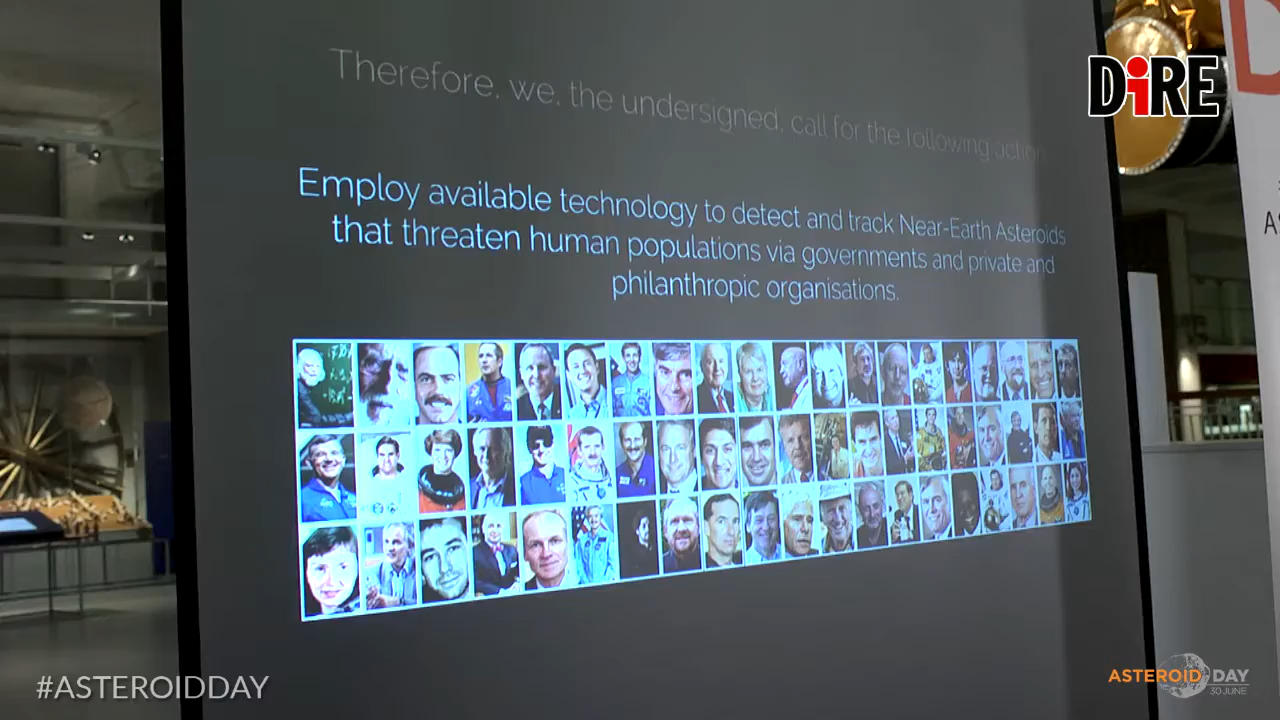 DiRE
Therefore, we, the undersigned, call for the following action
Employ available technology to detect and track Near-Earth Asteroids
that threaten human populations via governments and private and
philanthropic organisations.
#ASTEROIDDAY
ASTEROID DAY
30 JUNE